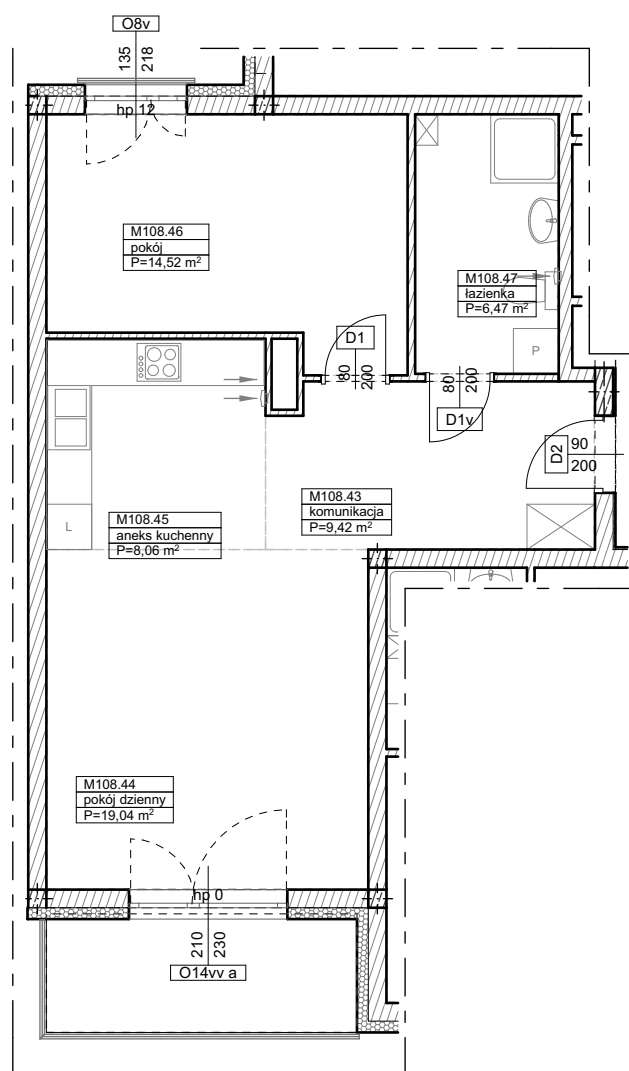 O8v
135
218
hp 12
M108.46
pokój
P=14,52 m²
M108.47
łazienka
P=6,47 m²
D1
80
200
P
80
200
D1v
D2
90
200
M108.43
komunikacja
P=9,42 m²
L
M108.45
aneks kuchenny
P=8,06 m²
M108.44
pokój dzienny
P=19,04 m²
hp 0
210
230
O14vv a